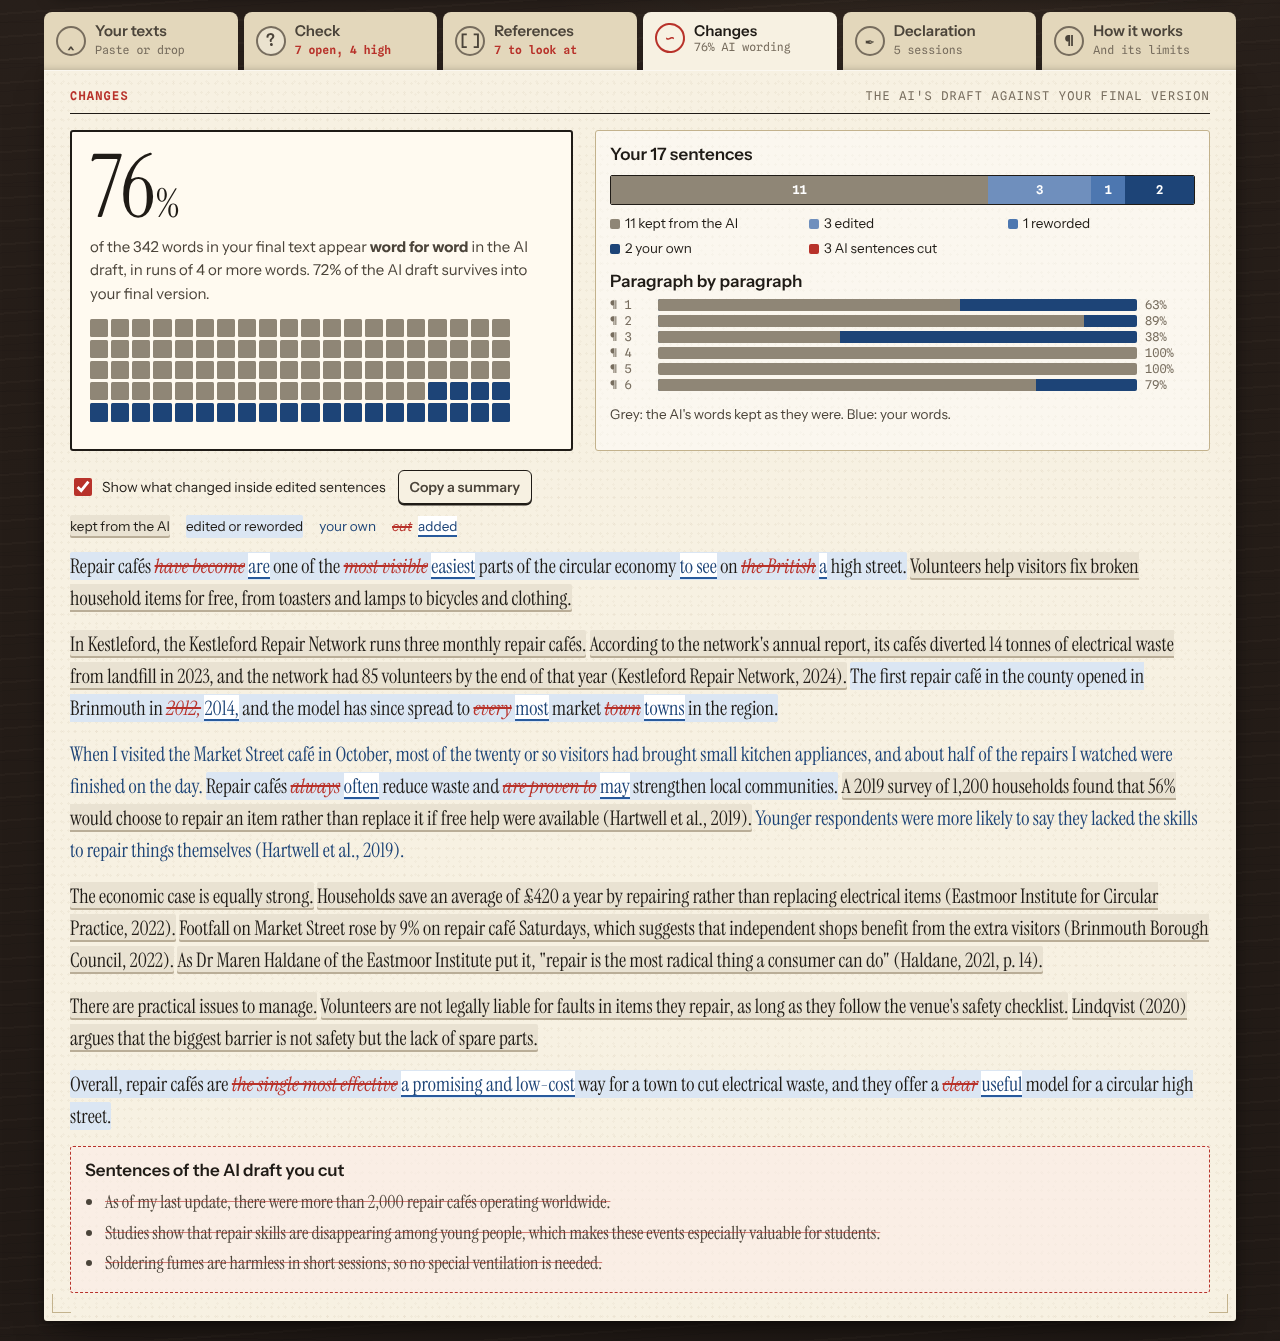 Your texts
Paste or drop
?
Check
7 open, 4 high
[ ]
References
7 to look at
Changes
76% AI wording
✒
Declaration
5 sessions
¶
How it works
And its limits
CHANGES
THE AI'S DRAFT AGAINST YOUR FINAL VERSION
76%
of the 342 words in your final text appear word for word in the AI
draft, in runs of 4 or more words. 72% of the AI draft survives into
your final version.
Your 17 sentences
11 3 1 2
11 kept from the AI 3 edited 1 reworded
2 your own 3 AI sentences cut
Paragraph by paragraph
¶ 1 63%
¶ 2 89%
¶ 3 38%
¶ 4 100%
¶ 5 100%
¶ 6 79%
Grey: the AI's words kept as they were. Blue: your words.
Show what changed inside edited sentences Copy a summary
kept from the AI edited or reworded your own cut added
Repair cafés have become are one of the most visible easiest parts of the circular economy to see on the British a high street. Volunteers help visitors fix broken
household items for free, from toasters and lamps to bicycles and clothing.
In Kestleford, the Kestleford Repair Network runs three monthly repair cafés. According to the network's annual report, its cafés diverted 14 tonnes of electrical waste
from landfill in 2023, and the network had 85 volunteers by the end of that year (Kestleford Repair Network, 2024). The first repair café in the county opened in
Brinmouth in 2012, 2014, and the model has since spread to every most market town towns in the region.
When I visited the Market Street café in October, most of the twenty or so visitors had brought small kitchen appliances, and about half of the repairs I watched were
finished on the day. Repair cafés always often reduce waste and are proven to may strengthen local communities. A 2019 survey of 1,200 households found that 56%
would choose to repair an item rather than replace it if free help were available (Hartwell et al., 2019). Younger respondents were more likely to say they lacked the skills
to repair things themselves (Hartwell et al., 2019).
The economic case is equally strong. Households save an average of £420 a year by repairing rather than replacing electrical items (Eastmoor Institute for Circular
Practice, 2022). Footfall on Market Street rose by 9% on repair café Saturdays, which suggests that independent shops benefit from the extra visitors (Brinmouth Borough
Council, 2022). As Dr Maren Haldane of the Eastmoor Institute put it, "repair is the most radical thing a consumer can do" (Haldane, 2021, p. 14).
There are practical issues to manage. Volunteers are not legally liable for faults in items they repair, as long as they follow the venue's safety checklist. Lindqvist (2020)
argues that the biggest barrier is not safety but the lack of spare parts.
Overall, repair cafés are the single most effective a promising and low-cost way for a town to cut electrical waste, and they offer a clear useful model for a circular high
street.
Sentences of the AI draft you cut
As of my last update, there were more than 2,000 repair cafés operating worldwide.
Studies show that repair skills are disappearing among young people, which makes these events especially valuable for students.
Soldering fumes are harmless in short sessions, so no special ventilation is needed.